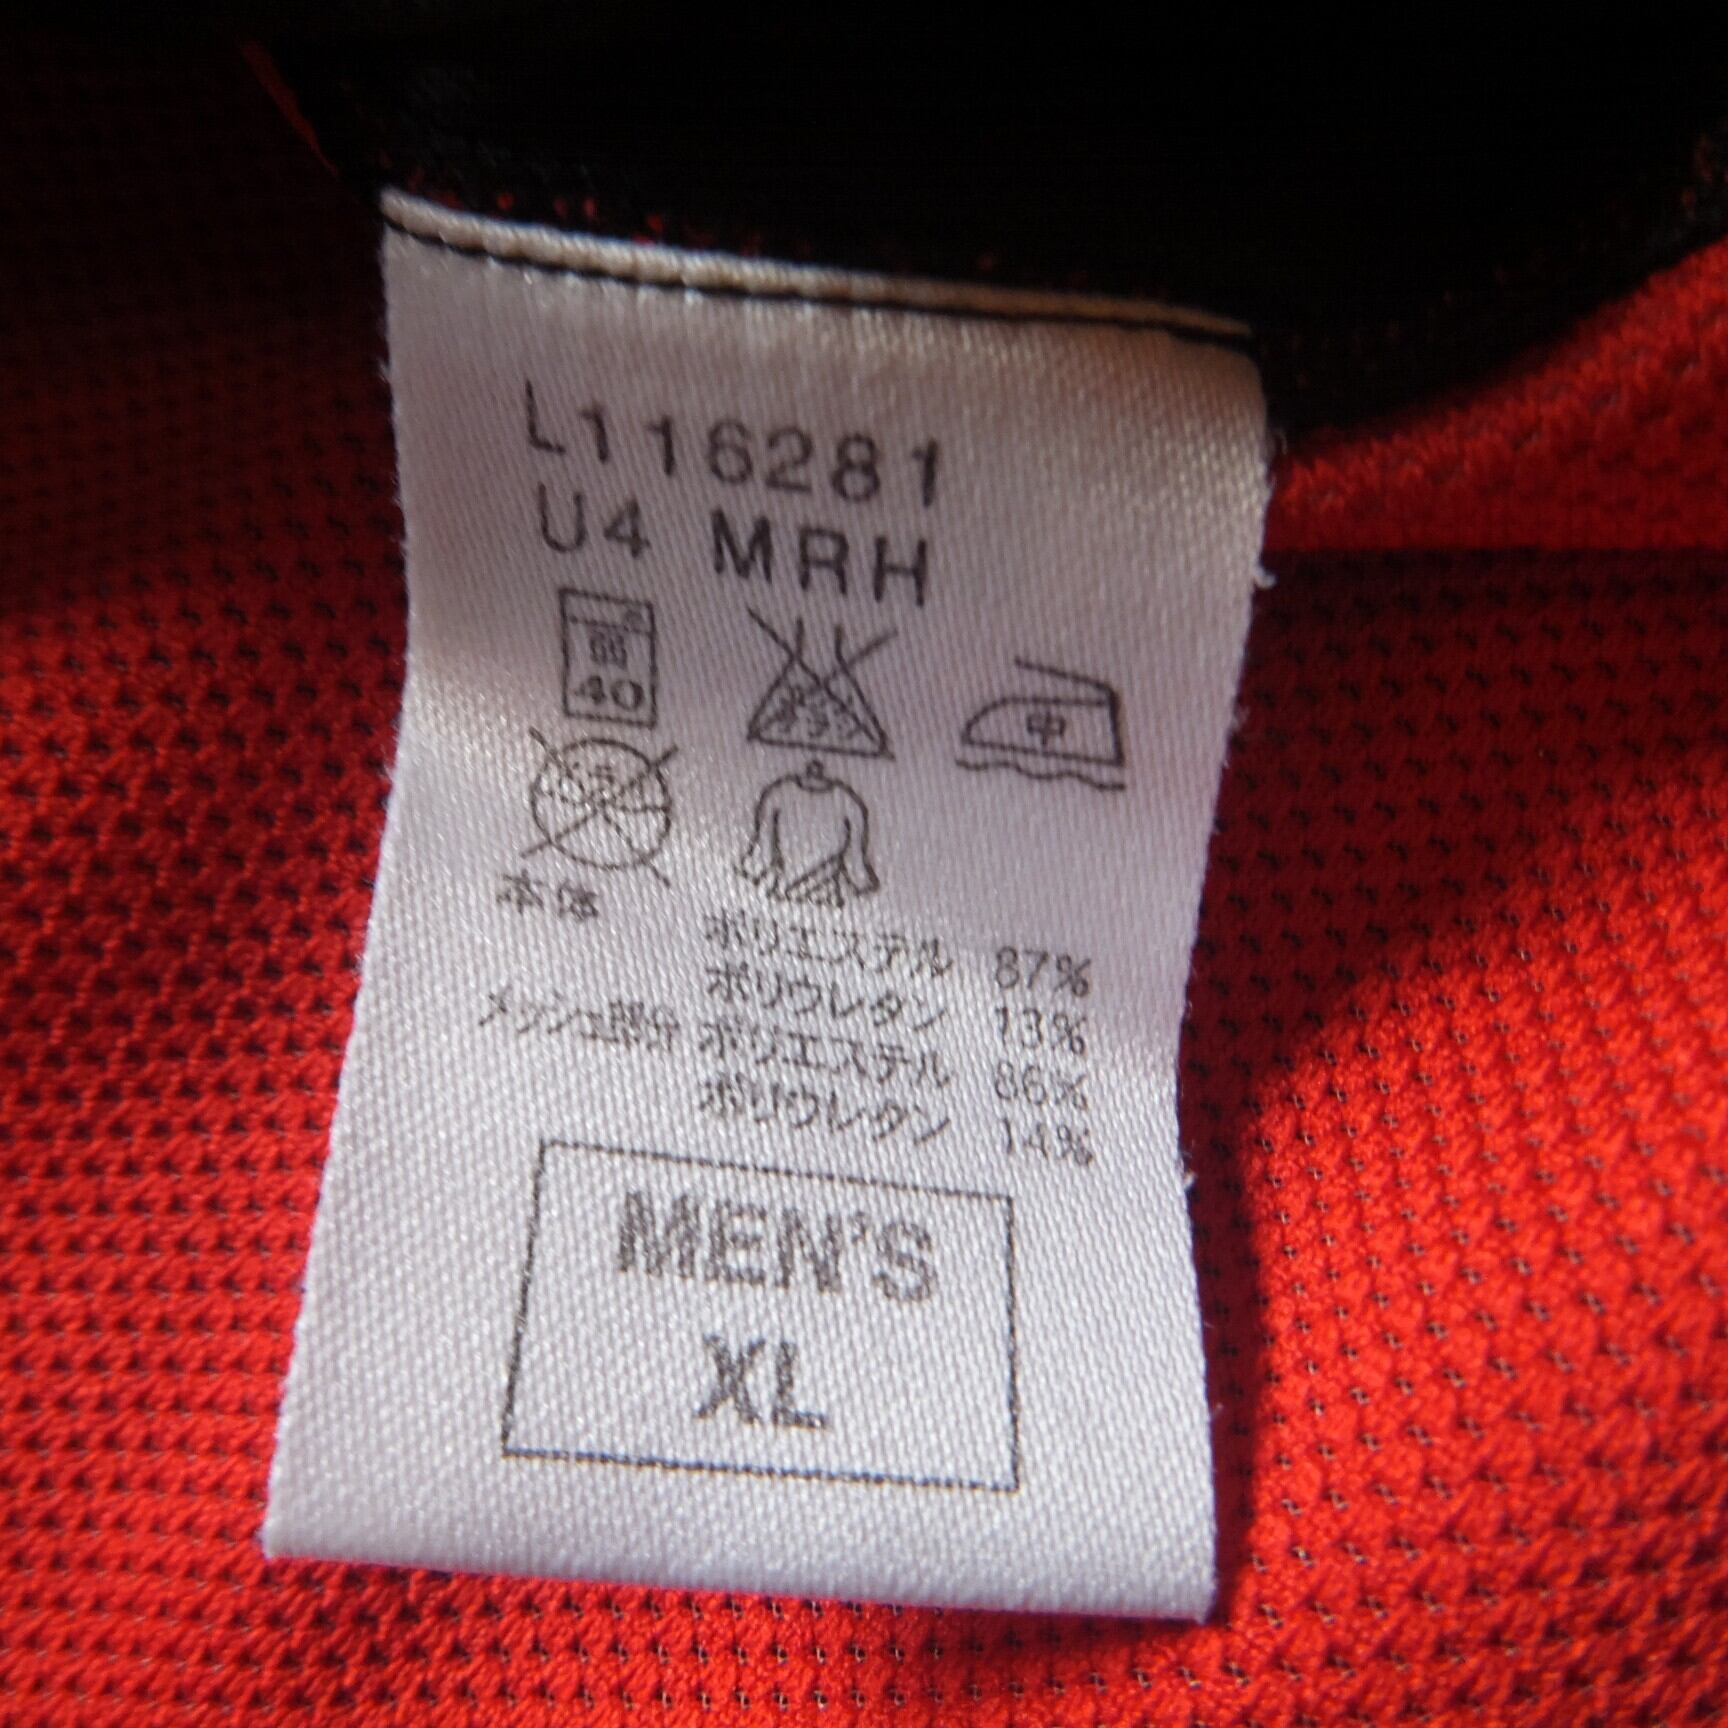 L116281
U4 MRH
弱
40
中
本体
ポリエステル 87%
ポリウレタン 13%
メッシュ部分 ポリエステル 86%
ポリウレタン 14%
MEN'S
XL